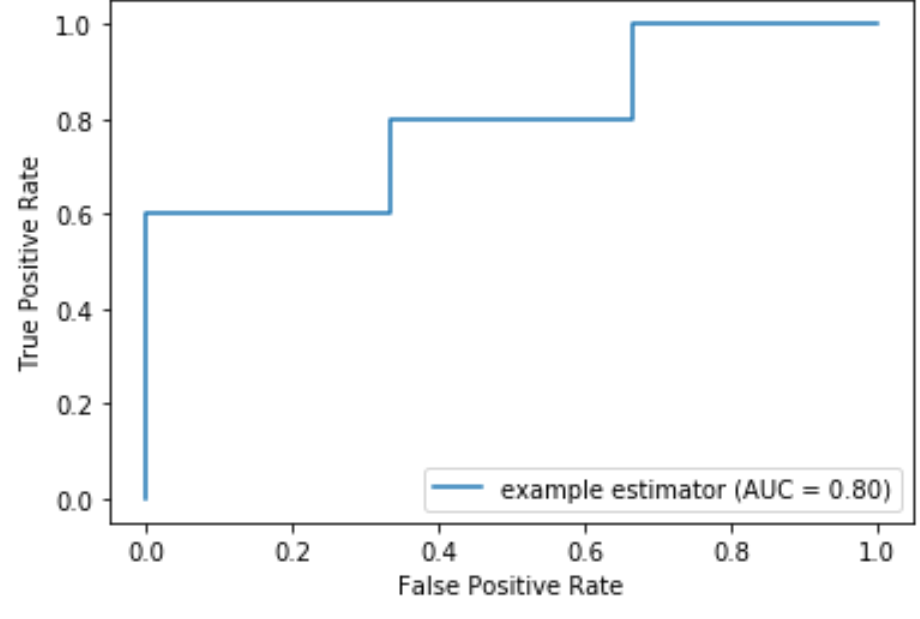 1.0
0.8
0.6
0.4
0.2
0.0
True Positive Rate
example estimator (AUC = 0.80)
0.0 0.2 0.4 0.6 0.8 1.0
False Positive Rate